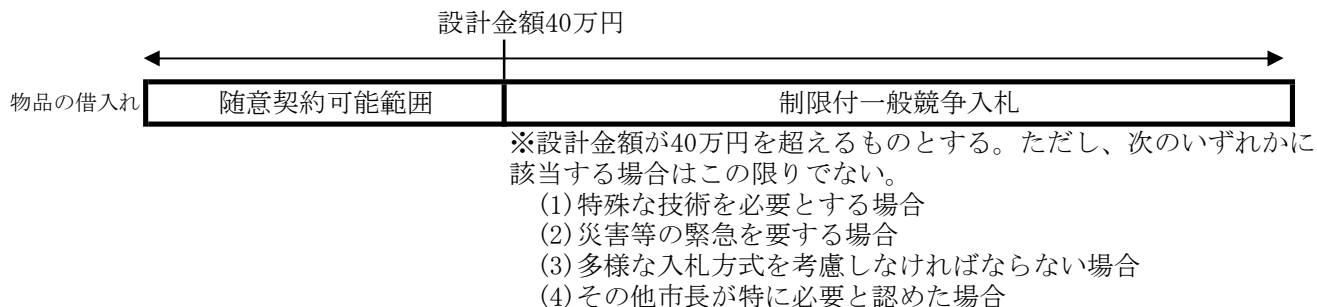 設計金額40万円
物品の借入れ
随意契約可能範囲
制限付一般競争入札
※設計金額が40万円を超えるものとする。ただし、次のいずれかに
該当する場合はこの限りでない。
(1)特殊な技術を必要とする場合
(2)災害等の緊急を要する場合
(3)多様な入札方式を考慮しなければならない場合
(4)その他市長が特に必要と認めた場合